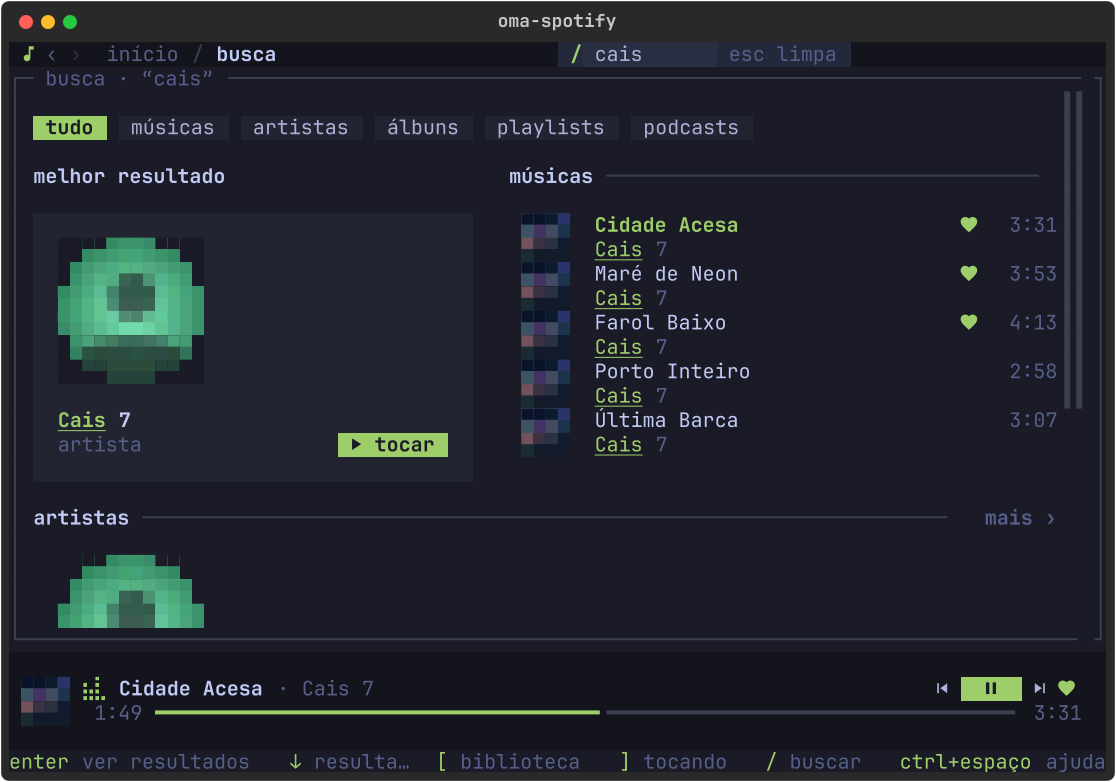 oma-spotify
início / busca
/ cais esc limpa
busca · “cais”
tudo músicas artistas álbuns playlists podcasts
melhor resultado
Cais 7
artista
tocar
músicas
Cidade Acesa 3:31
Cais 7
Maré de Neon 3:53
Cais 7
Farol Baixo 4:13
Cais 7
Porto Inteiro 2:58
Cais 7
Última Barca 3:07
Cais 7
artistas mais ›
Cidade Acesa · Cais 7
1:49 3:31
enter ver resultados ↓ resulta… [ biblioteca ] tocando / buscar ctrl+espaço ajuda